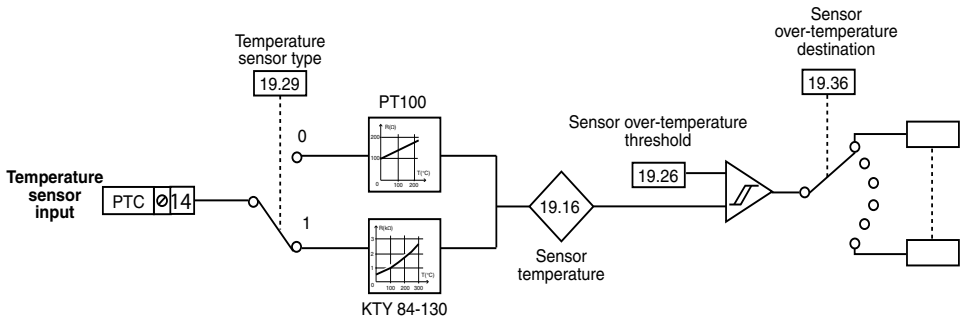 Temperature
sensor
input
PTC
14
Temperature
sensor type
19.29
0
1
PT100
R(Ω)
200
100
0
100 200
T(°C)
R(kΩ)
3
2
1
0
100 200 300
T(°C)
KTY 84-130
19.16
Sensor
temperature
Sensor over-temperature
threshold
19.26
Sensor
over-temperature
destination
19.36